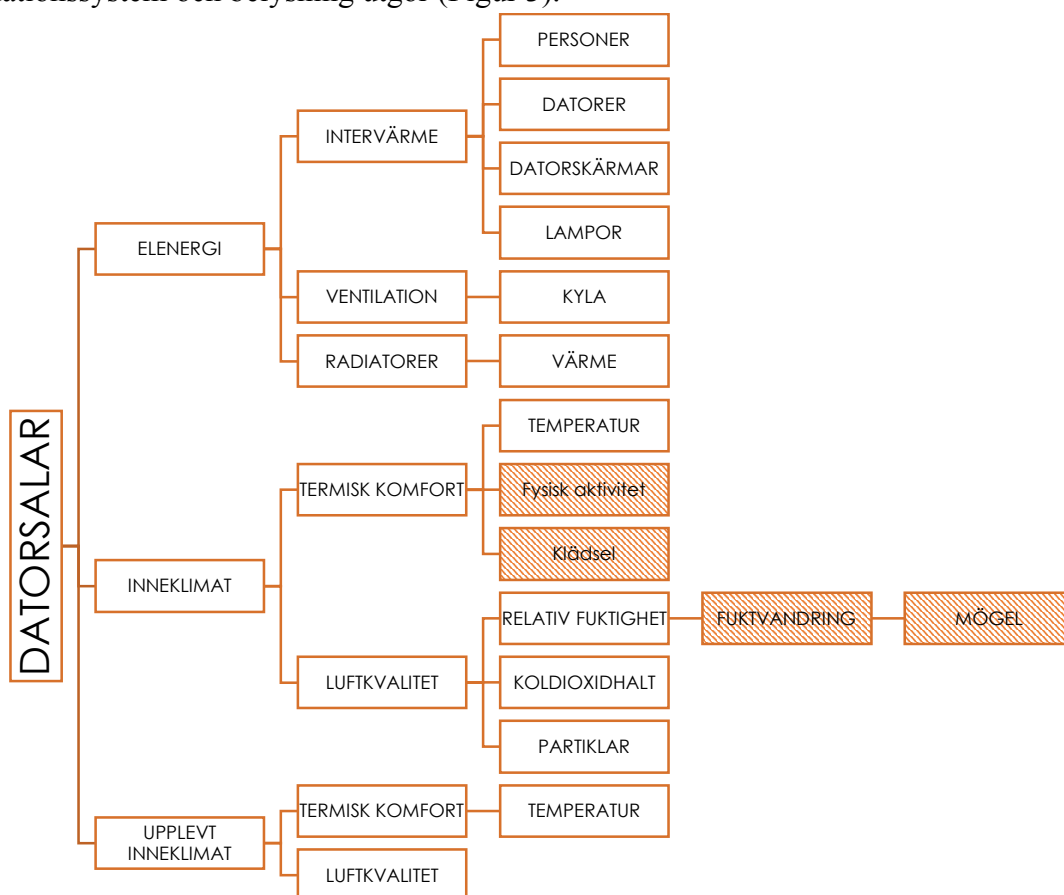 ationssystem och belysning utgör (Figur 3).
DATORSALAR
ELENERGI
INTERVÄRME
PERSONER
DATORER
DATORSKÄRMAR
LAMPOR
VENTILATION
KYLA
RADIATORER
VÄRME
INNEKLIMAT
TERMISK KOMFORT
TEMPERATUR
Fysisk aktivitet
Klädsel
LUFTKVALITET
RELATIV FUKTIGHET
FUKTVANDRING
MÖGEL
KOLDIOXIDHALT
PARTIKLAR
UPPLEVT
INNEKLIMAT
TERMISK KOMFORT
TEMPERATUR
LUFTKVALITET